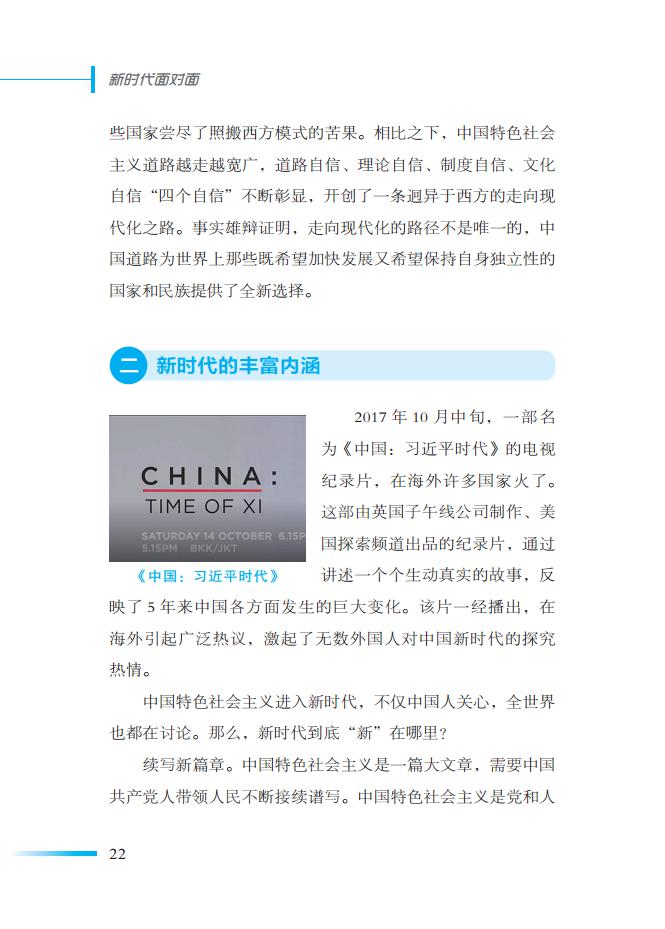 新时代面对面
些国家尝尽了照搬西方模式的苦果。相比之下，中国特色社会
主义道路越走越宽广，道路自信、理论自信、制度自信、文化
自信“四个自信”不断彰显，开创了一条迥异于西方的走向现
代化之路。事实雄辩证明，走向现代化的路径不是唯一的，中
国道路为世界上那些既希望加快发展又希望保持自身独立性的
国家和民族提供了全新选择。
二 新时代的丰富内涵
CHINA:
TIME OF XI
SATURDAY 14 OCTOBER 6.15P
5.15PM BKK/JKT
《中国：习近平时代》
2017 年 10 月中旬，一部名
为《中国：习近平时代》的电视
纪录片，在海外许多国家火了。
这部由英国子午线公司制作、美
国探索频道出品的纪录片，通过
讲述一个个生动真实的故事，反
映了 5 年来中国各方面发生的巨大变化。该片一经播出，在
海外引起广泛热议，激起了无数外国人对中国新时代的探究
热情。
中国特色社会主义进入新时代，不仅中国人关心，全世界
也都在讨论。那么，新时代到底“新”在哪里？
续写新篇章。中国特色社会主义是一篇大文章，需要中国
共产党人带领人民不断接续谱写。中国特色社会主义是党和人
22